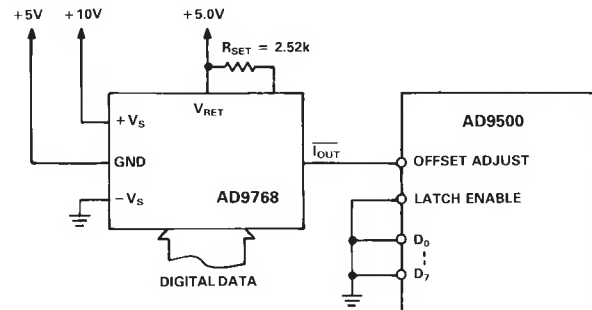 +5V
+10V
+5.0V
RSET = 2.52k
VRET
+VS
GND
-VS
AD9768
IOUT
DIGITAL DATA
AD9500
OFFSET ADJUST
LATCH ENABLE
D0
D7